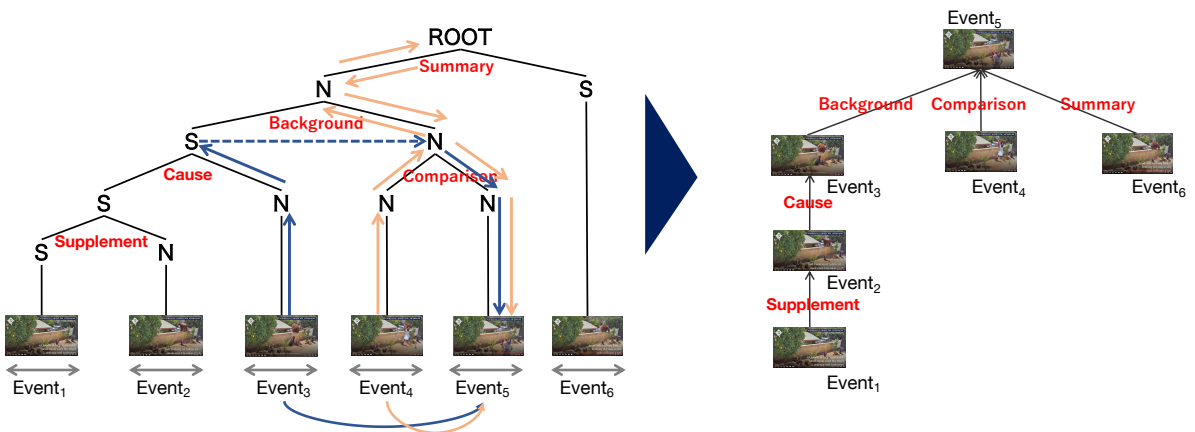 ROOT
Summary
N
S
Background
S
N
Cause
Comparison
S
N
N
N
Supplement
S
N
Event₁
Event₂
Event₃
Event₄
Event₅
Event₆
Event₅
Background
Comparison
Summary
Event₃
Event₄
Event₆
Cause
Event₂
Supplement
Event₁